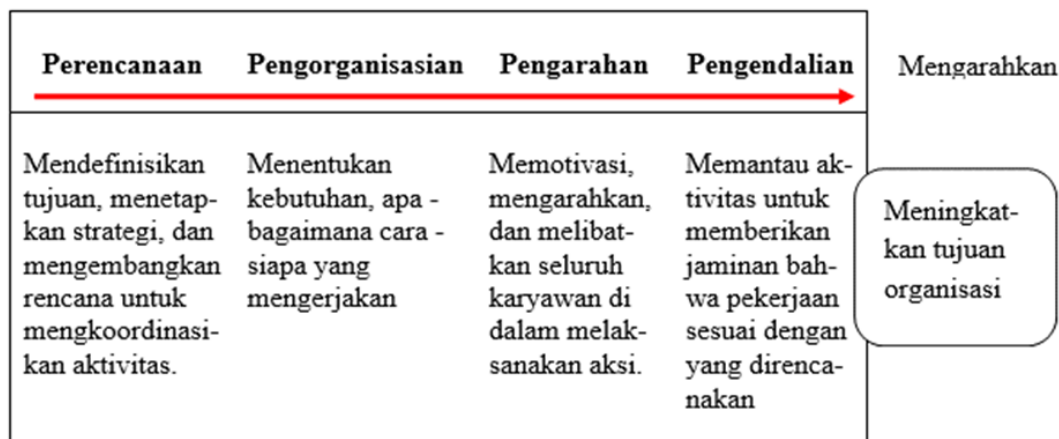 Perencanaan Pengorganisasian Pengarahan Pengendalian Mengarahkan
Mendefinisikan
tujuan, menetap-
kan strategi, dan
mengembangkan
rencana untuk
mengkoordinasi-
kan aktivitas.
Menentukan
kebutuhan, apa -
bagaimana cara -
siapa yang
mengerjakan
Memotivasi,
mengarahkan,
dan melibat-
kan seluruh
karyawan di
dalam melak-
sanakan aksi.
Memantau ak-
tivitas untuk
memberikan
jaminan bah-
wa pekerjaan
sesuai dengan
yang direnca-
nakan
Meningkat-
kan tujuan
organisasi